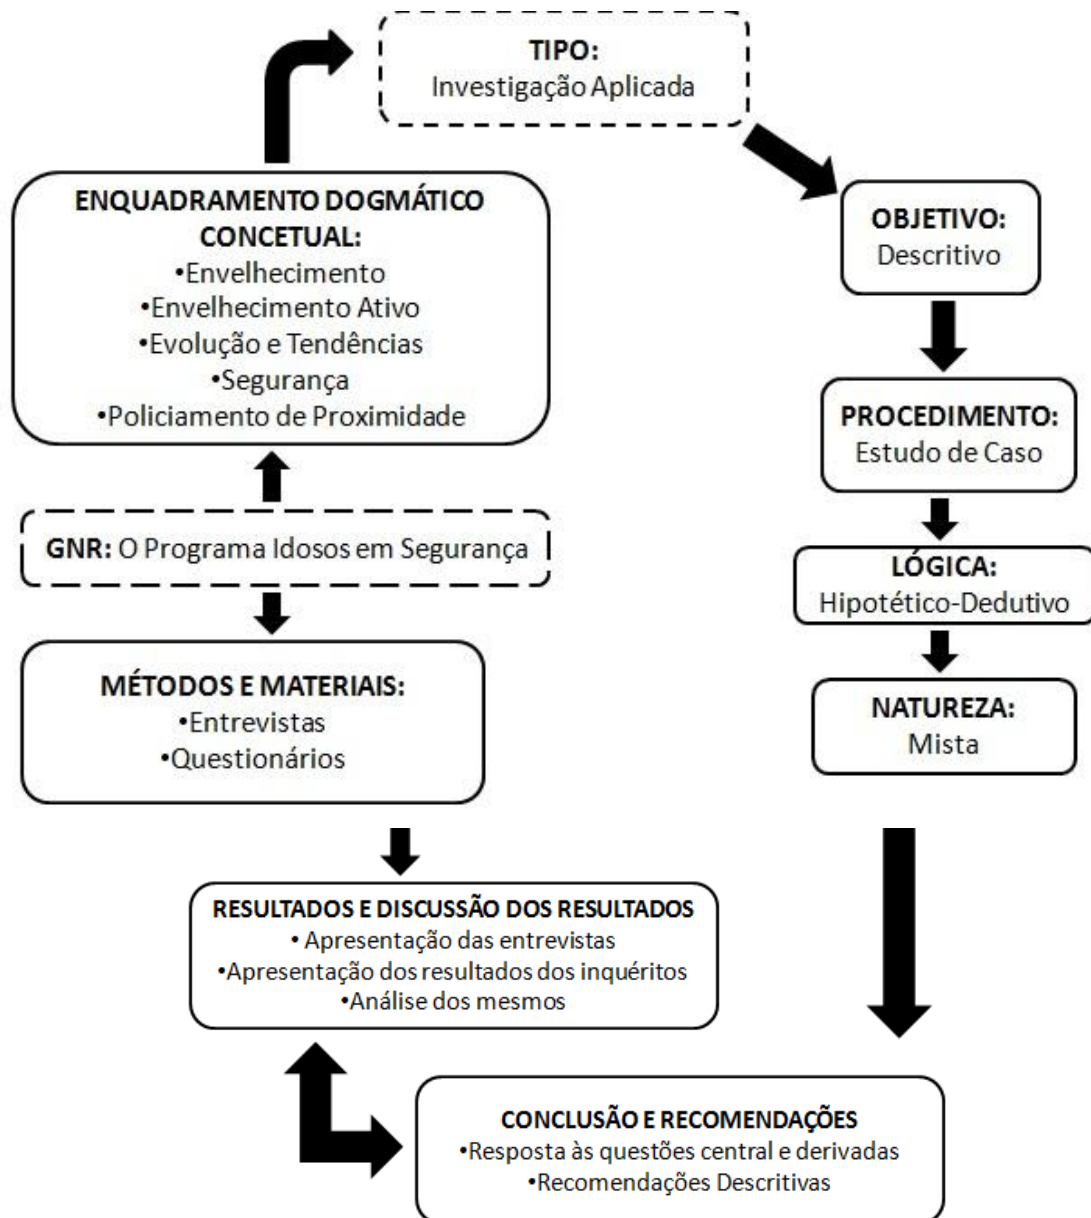 TIPO:
Investigação Aplicada
ENQUADRAMENTO DOGMÁTICO
CONCETUAL:
•Envelhecimento
•Envelhecimento Ativo
•Evolução e Tendências
•Segurança
•Policiamento de Proximidade
OBJETIVO:
Descritivo
PROCEDIMENTO:
Estudo de Caso
GNR: O Programa Idosos em Segurança
LÓGICA:
Hipotético-Dedutivo
MÉTODOS E MATERIAIS:
•Entrevistas
•Questionários
NATUREZA:
Mista
RESULTADOS E DISCUSSÃO DOS RESULTADOS
• Apresentação das entrevistas
•Apresentação dos resultados dos inquéritos
•Análise dos mesmos
CONCLUSÃO E RECOMENDAÇÕES
•Resposta às questões central e derivadas
•Recomendações Descritivas